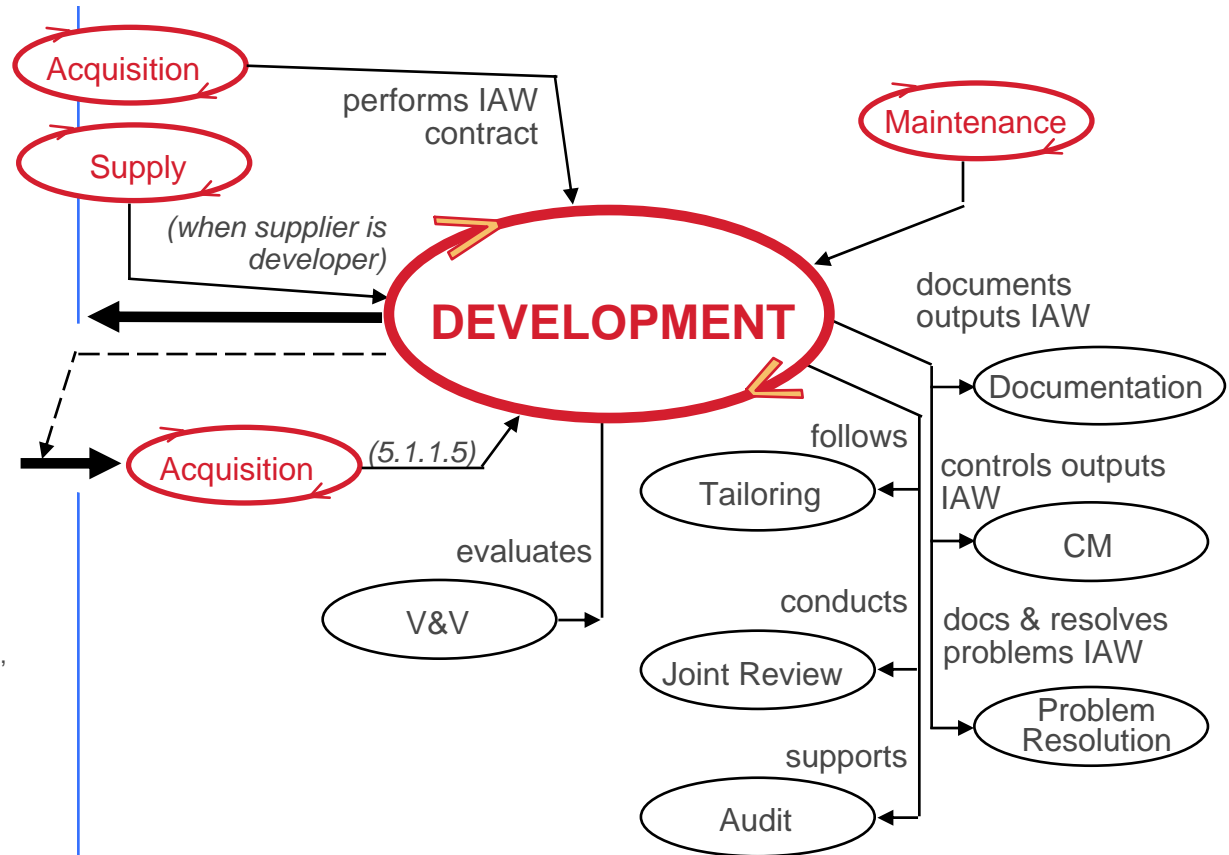 Acquisition
performs IAW
contract
Maintenance
Supply
(when supplier is
developer)
DEVELOPMENT
documents
outputs IAW
Documentation
follows
Acquisition
(5.1.1.5)
Tailoring
controls outputs
IAW
CM
evaluates
V&V
conducts
docs & resolves
problems IAW
Joint Review
Problem
Resolution
supports
Audit
,